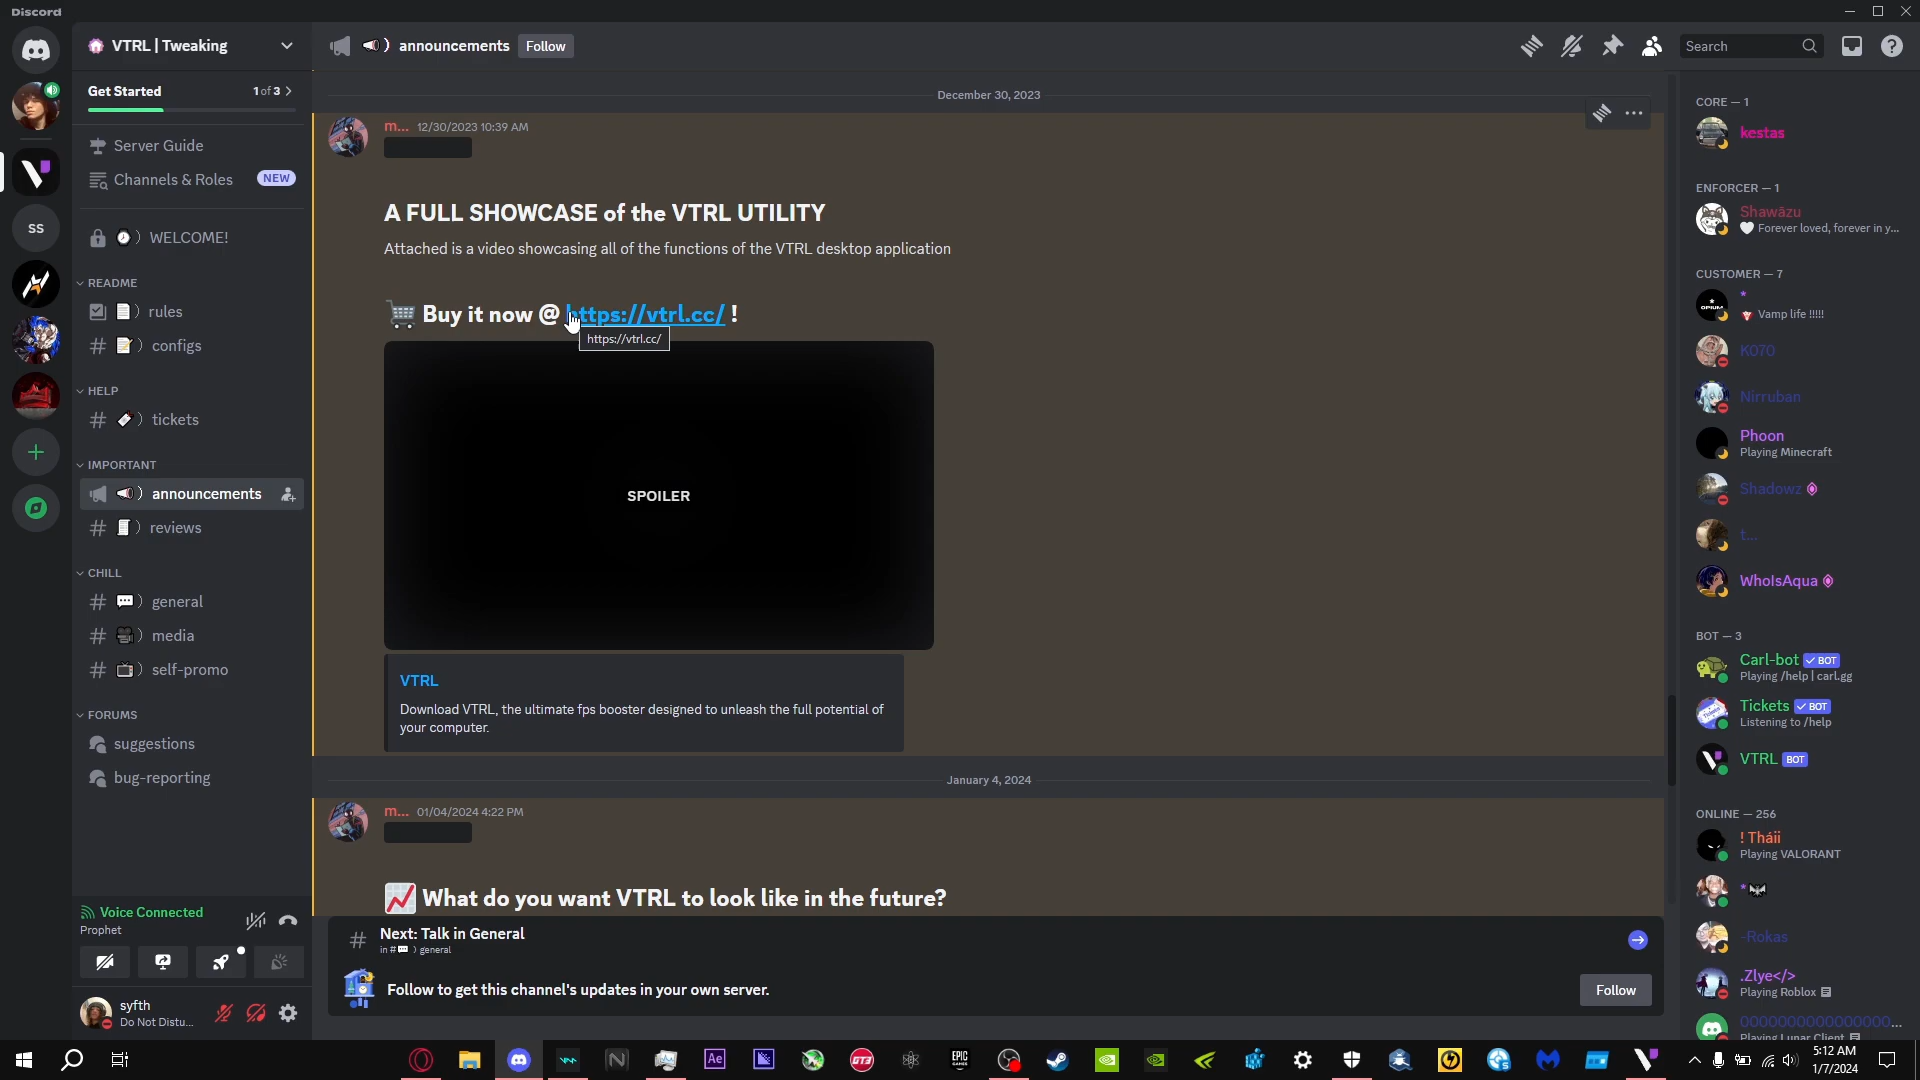 Discord
VTRL | Tweaking
Get Started
1 of 3
Server Guide
Channels & Roles
NEW
WELCOME!
README
rules
configs
HELP
tickets
IMPORTANT
announcements
reviews
CHILL
general
media
self-promo
FORUMS
suggestions
bug-reporting
Voice Connected
Prophet
syfth
Do Not Distu...
SS
announcements
Follow
Search
December 30, 2023
m... 12/30/2023 10:39 AM
A FULL SHOWCASE of the VTRL UTILITY
Attached is a video showcasing all of the functions of the VTRL desktop application
Buy it now @ https://vtrl.cc/ !
https://vtrl.cc/
SPOILER
VTRL
Download VTRL, the ultimate fps booster designed to unleash the full potential of
your computer.
January 4, 2024
m... 01/04/2024 4:22 PM
What do you want VTRL to look like in the future?
Next: Talk in General
in # general
Follow to get this channel's updates in your own server.
Follow
CORE — 1
kestas
ENFORCER — 1
Shawāzu
Forever loved, forever in y...
CUSTOMER — 7
*
Vamp life !!!!!
K070
Nirruban
Phoon
Playing Minecraft
Shadowz
t...
WhoIsAqua
BOT — 3
Carl-bot BOT
Playing /help | carl.gg
Tickets BOT
Listening to /help
VTRL BOT
ONLINE — 256
! Tháii
Playing VALORANT
*
-Rokas
.Zlye</>
Playing Roblox
Playing Lunar Client
Ae
GT3
EPIC
GAMES
5:12 AM
1/7/2024